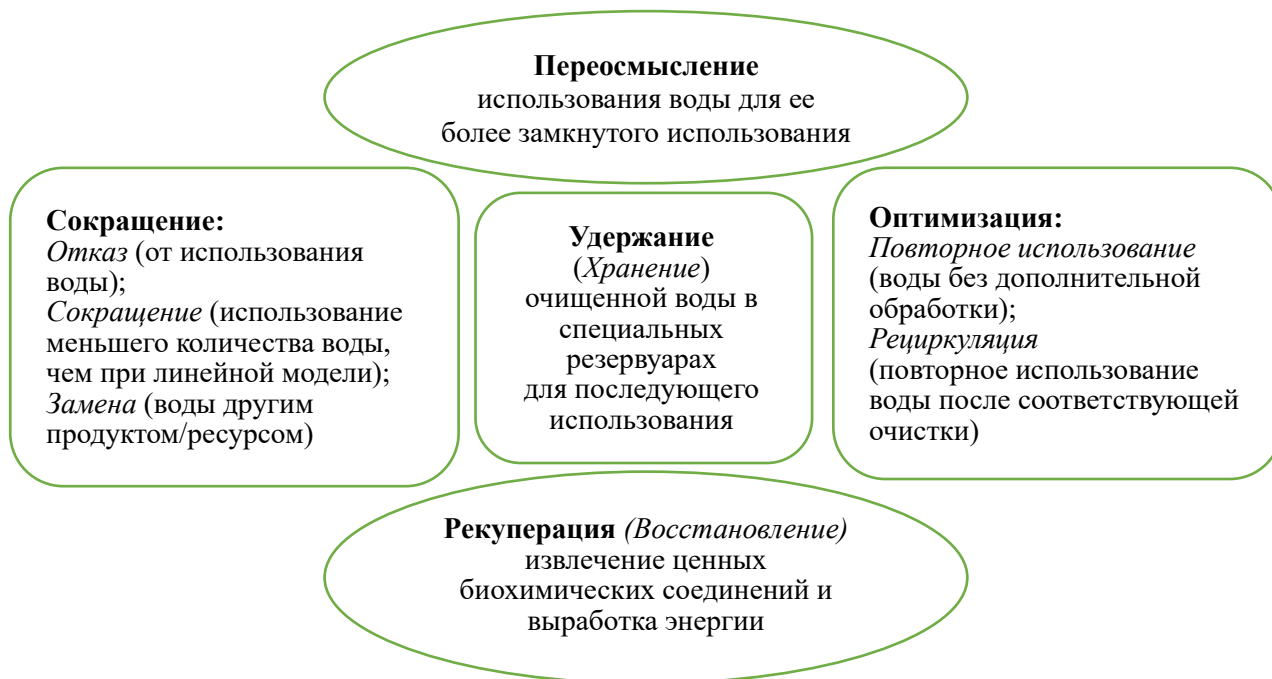 Переосмысление
использования воды для ее
более замкнутого использования
Сокращение:
Отказ (от использования
воды);
Сокращение (использование
меньшего количества воды,
чем при линейной модели);
Замена (воды другим
продуктом/ресурсом)
Удержание
(Хранение)
очищенной воды в
специальных
резервуарах
для последующего
использования
Оптимизация:
Повторное использование
(воды без дополнительной
обработки);
Рециркуляция
(повторное использование
воды после соответствующей
очистки)
Рекуперация (Восстановление)
извлечение ценных
биохимических соединений и
выработка энергии